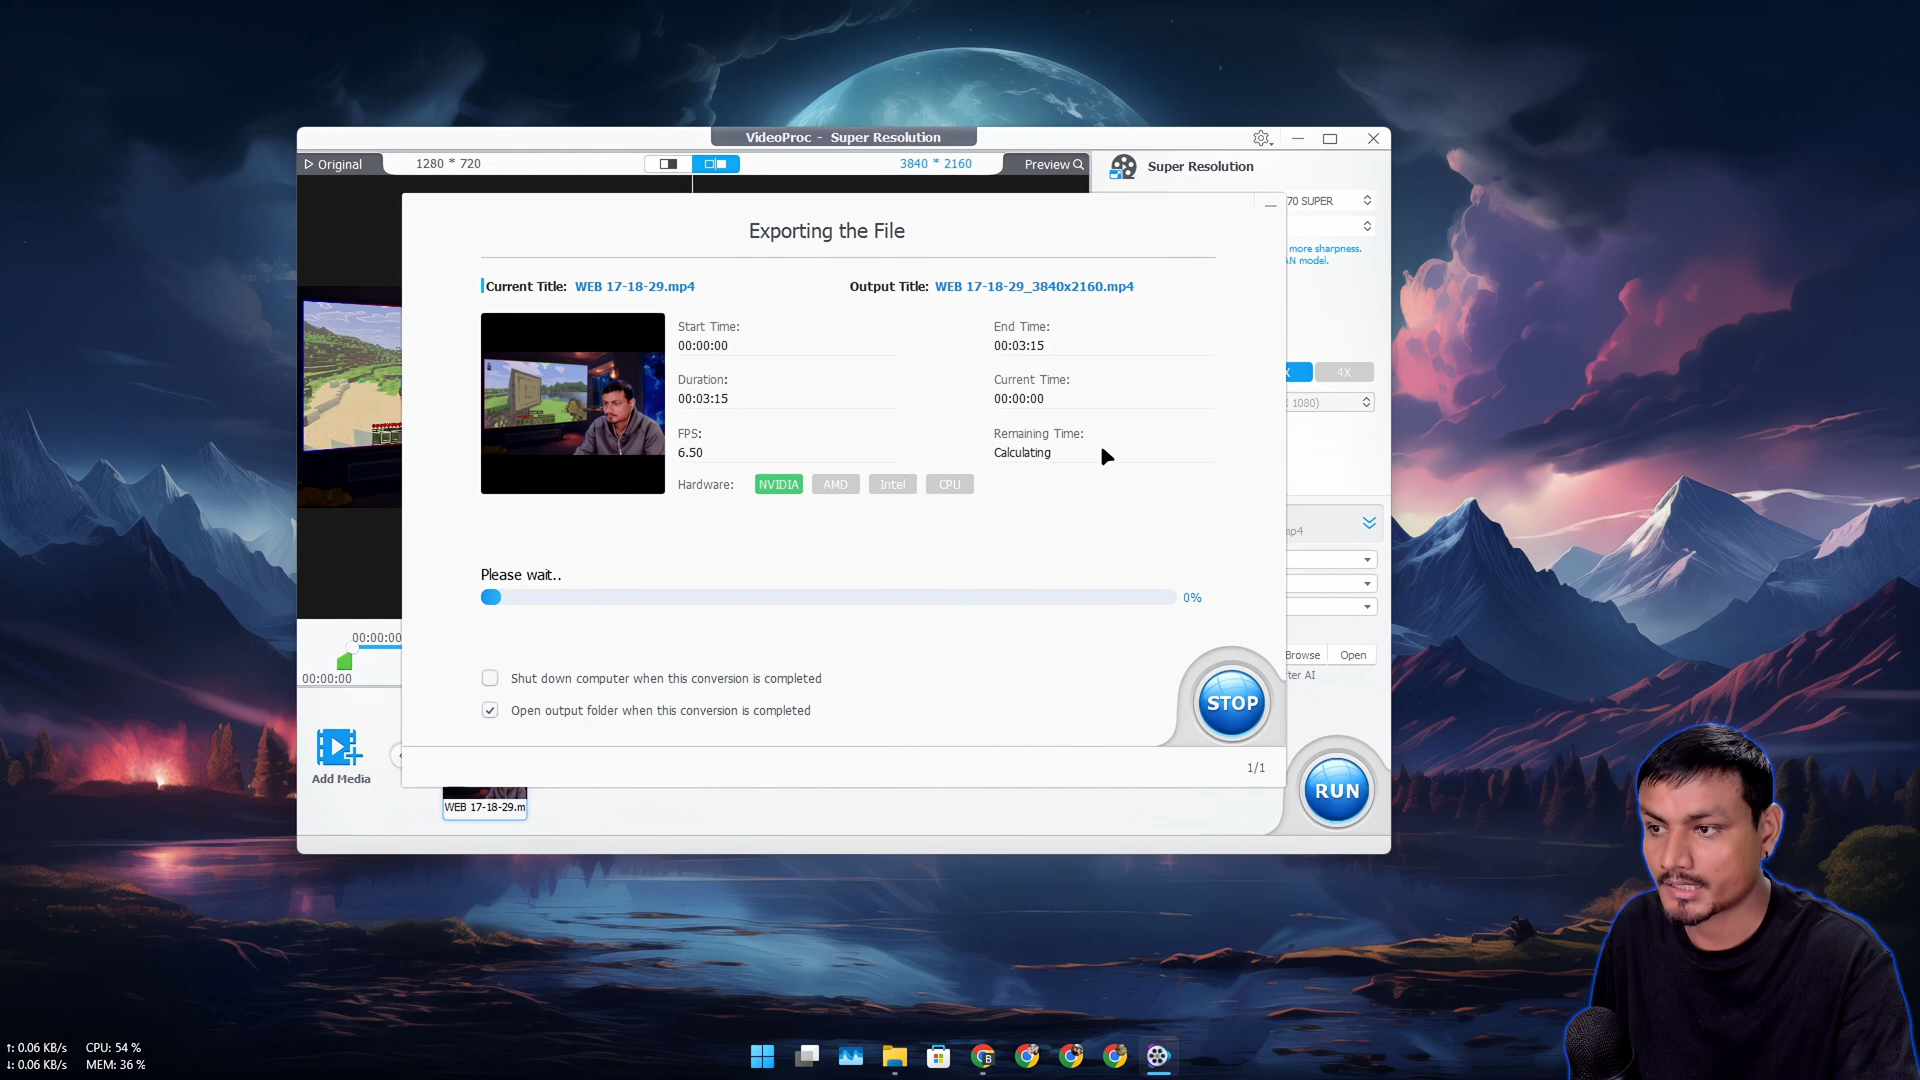 VideoProc - Super Resolution
Original
1280 * 720
3840 * 2160
Preview
Super Resolution
Exporting the File
70 SUPER
more sharpness.
AN model.
Current Title: WEB 17-18-29.mp4
Output Title: WEB 17-18-29_3840x2160.mp4
Start Time:
00:00:00
End Time:
00:03:15
Duration:
00:03:15
Current Time:
00:00:00
FPS:
6.50
Remaining Time:
Calculating
Hardware: NVIDIA AMD Intel CPU
X 4X
1080)
mp4
Please wait..
0%
00:00:00
00:00:00
Browse Open
ter AI
Shut down computer when this conversion is completed
Open output folder when this conversion is completed
STOP
1/1
Add Media
WEB 17-18-29.m
RUN
↑: 0.06 KB/s CPU: 54 %
↓: 0.06 KB/s MEM: 36 %
B